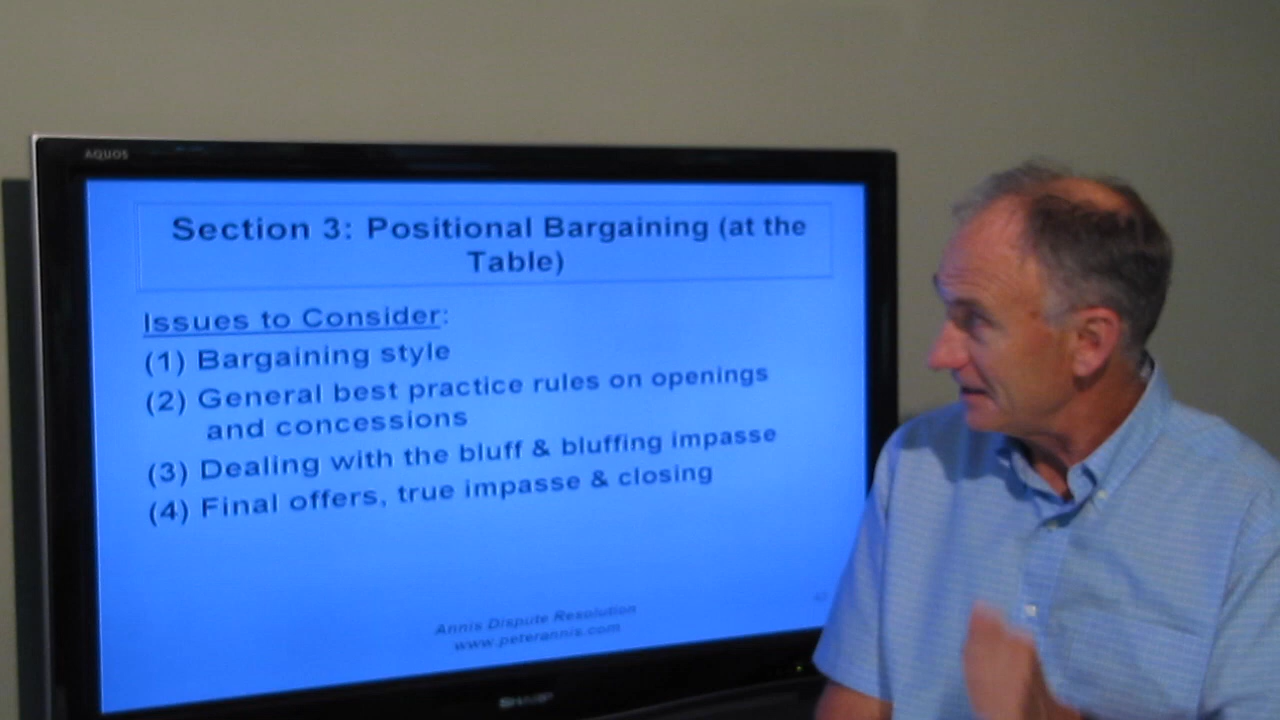 AQUOS
Section 3: Positional Bargaining (at the
Table)
Issues to Consider:
(1) Bargaining style
(2) General best practice rules on openings
and concessions
(3) Dealing with the bluff & bluffing impasse
(4) Final offers, true impasse & closing
Annis Dispute Resolution
www.peterannis.com
SHARP